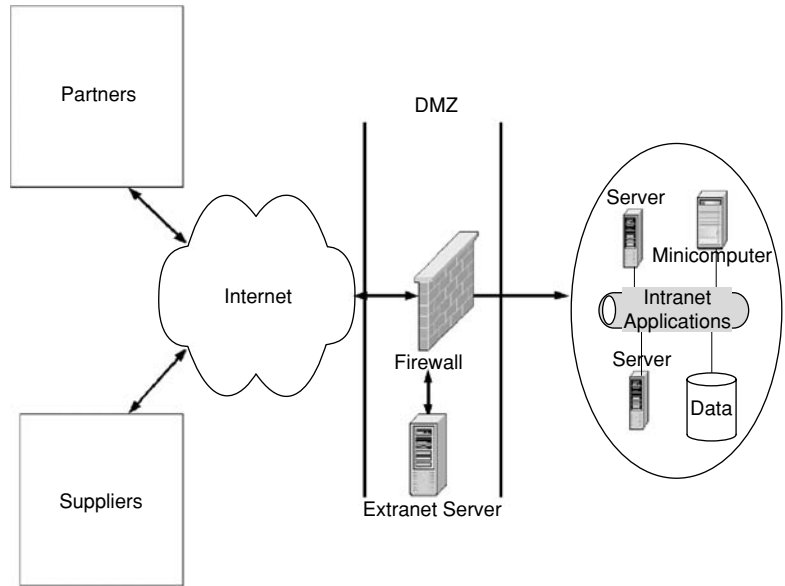 Partners
DMZ
Server
Minicomputer
Internet
Intranet
Applications
Firewall
Server
Data
Suppliers
Extranet Server